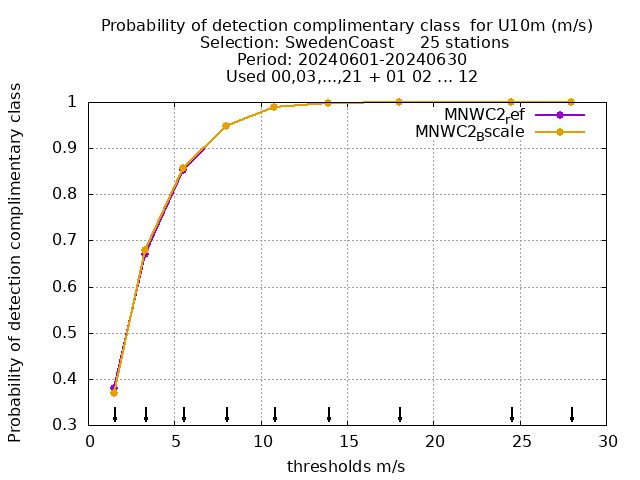 Probability of detection complimentary class  for U10m (m/s)
Selection: SwedenCoast     25 stations
Period: 20240601-20240630
Used 00,03,...,21 + 01 02 ... 12
Probability of detection complimentary class
1
0.9
0.8
0.7
0.6
0.5
0.4
0.3
MNWC2_ref
MNWC2_Bscale
0 5 10 15 20 25 30
thresholds m/s